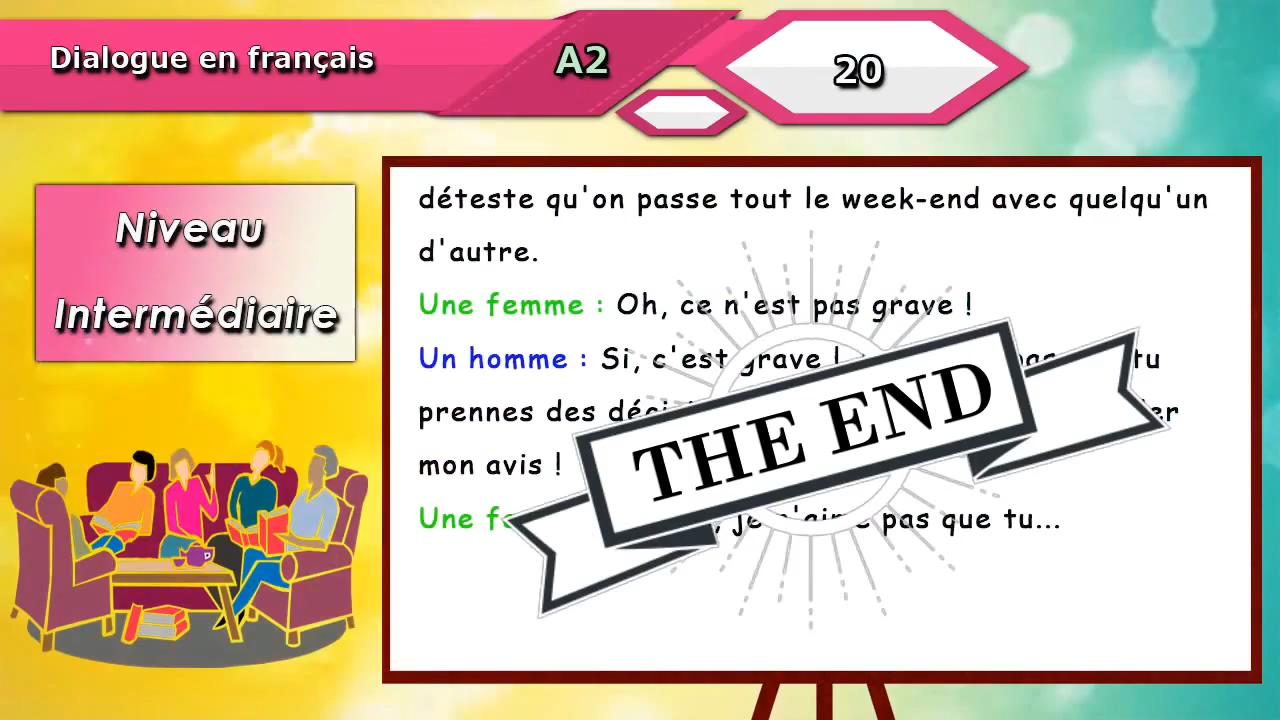 Dialogue en français
A2
20
Niveau
Intermédiaire
déteste qu'on passe tout le week-end avec quelqu'un
d'autre.
Une femme : Oh, ce n'est pas grave !
Un homme : Si, c'est grave ! pas tu
prennes des
mon avis !
Une je n'aime pas que tu...
THE END